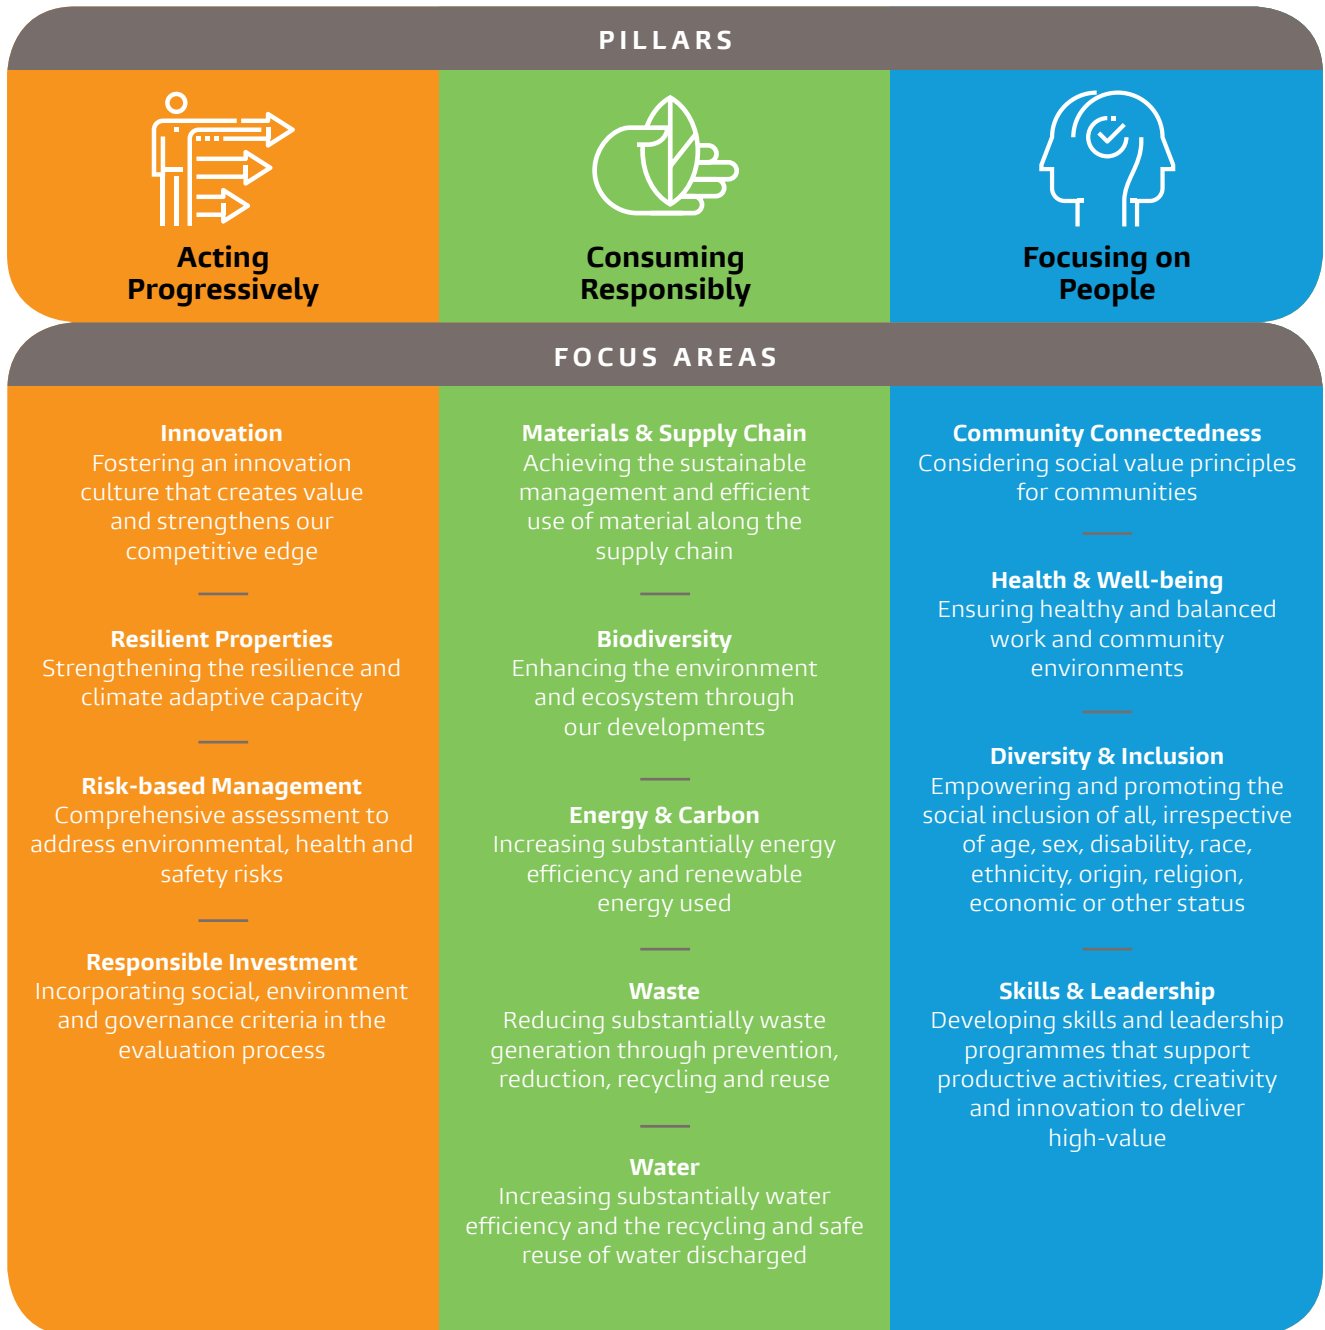 PILLARS
Acting
Progressively
Consuming
Responsibly
Focusing on
People
FOCUS AREAS
Innovation
Fostering an innovation
culture that creates value
and strengthens our
competitive edge
Resilient Properties
Strengthening the resilience and
climate adaptive capacity
Risk-based Management
Comprehensive assessment to
address environmental, health and
safety risks
Responsible Investment
Incorporating social, environment
and governance criteria in the
evaluation process
Materials & Supply Chain
Achieving the sustainable
management and efficient
use of material along the
supply chain
Biodiversity
Enhancing the environment
and ecosystem through
our developments
Energy & Carbon
Increasing substantially energy
efficiency and renewable
energy used
Waste
Reducing substantially waste
generation through prevention,
reduction, recycling and reuse
Water
Increasing substantially water
efficiency and the recycling and safe
reuse of water discharged
Community Connectedness
Considering social value principles
for communities
Health & Well-being
Ensuring healthy and balanced
work and community
environments
Diversity & Inclusion
Empowering and promoting the
social inclusion of all, irrespective
of age, sex, disability, race,
ethnicity, origin, religion,
economic or other status
Skills & Leadership
Developing skills and leadership
programmes that support
productive activities, creativity
and innovation to deliver
high-value